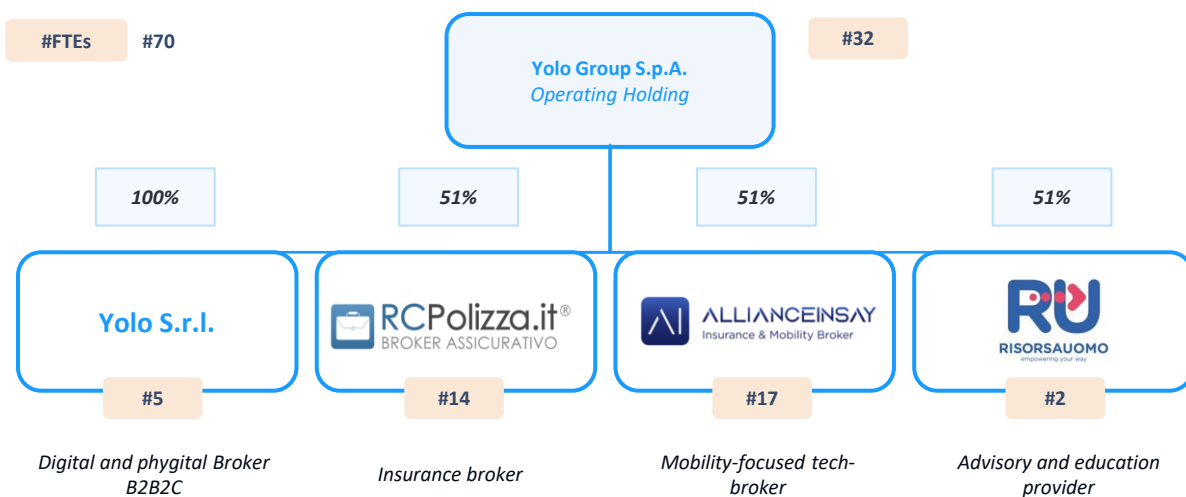 #FTEs #70
#32
Yolo Group S.p.A.
Operating Holding
100% 51% 51% 51%
Yolo S.r.l.
RCPolizza.it®
BROKER ASSICURATIVO
AI
ALLIANCEINSAY
Insurance & Mobility Broker
RU
RISORSAUOMO
empowering your way
#5 #14 #17 #2
Digital and phygital Broker
B2B2C
Insurance broker
Mobility-focused tech-
broker
Advisory and education
provider